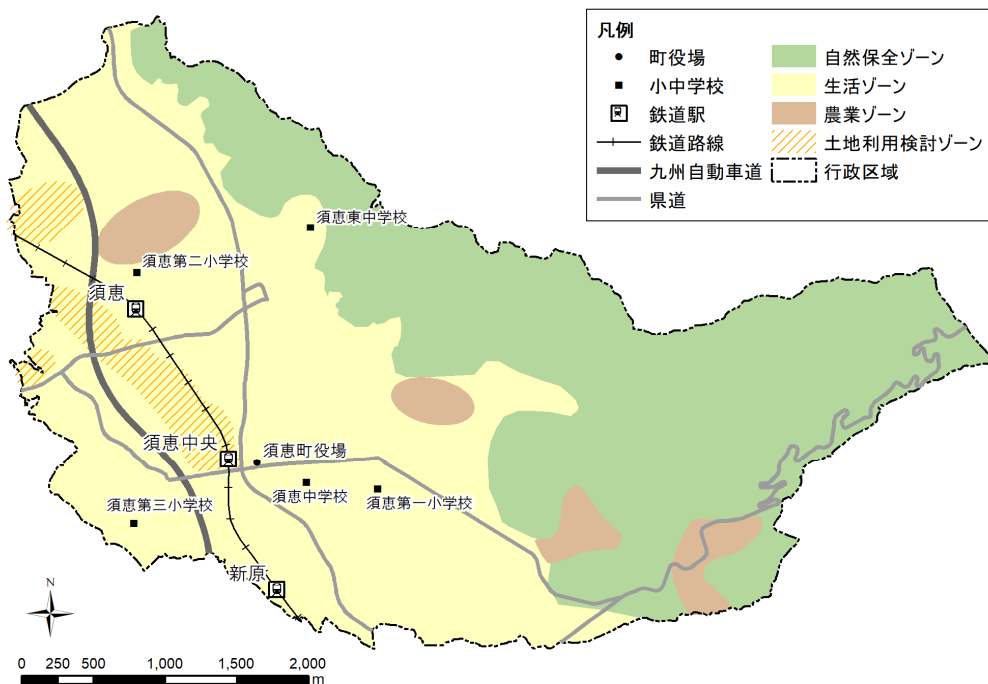 凡例
町役場
小中学校
鉄道駅
鉄道路線
九州自動車道
県道
自然保全ゾーン
生活ゾーン
農業ゾーン
土地利用検討ゾーン
行政区域
須恵東中学校
須恵第二小学校
須恵
須恵中央
須恵町役場
須恵中学校
須恵第一小学校
須恵第三小学校
新原
N
0 250 500 1,000 1,500 2,000
m